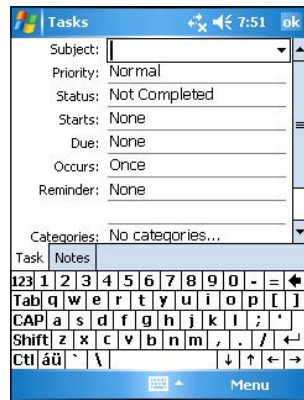 Tasks 7:51 ok
Subject:
Priority: Normal
Status: Not Completed
Starts: None
Due: None
Occurs: Once
Reminder: None
Categories: No categories...
Task Notes
123 1 2 3 4 5 6 7 8 9 0 - =
Tab q w e r t y u i o p [ ]
CAP a s d f g h j k l ; '
Shift z x c v b n m , . /
Ctl áü ` \
Menu